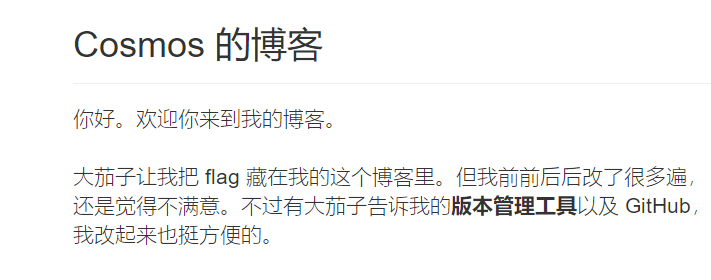 Cosmos 的博客
你好。欢迎你来到我的博客。
大茄子让我把 flag 藏在我的这个博客里。但我前前后后改了很多遍，
还是觉得不满意。不过有大茄子告诉我的版本管理工具以及 GitHub，
我改起来也挺方便的。